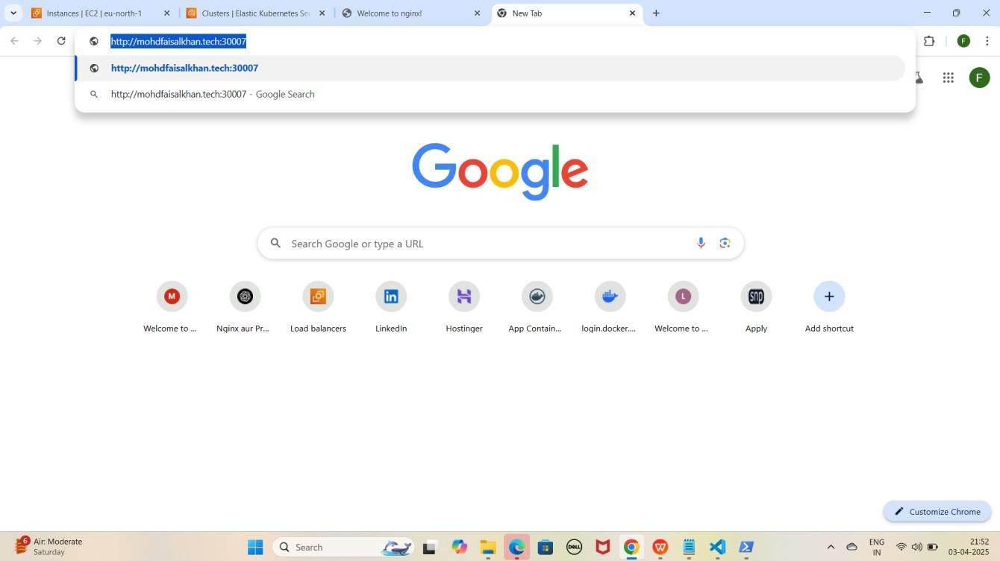 Instances | EC2 | eu-north-1
Clusters | Elastic Kubernetes Ser
Welcome to nginx!
New Tab
http://mohdfaisalkhan.tech:30007
F
http://mohdfaisalkhan.tech:30007
http://mohdfaisalkhan.tech:30007 - Google Search
F
Google
Search Google or type a URL
M
L
snp
Welcome to ...
Nginx aur Pr...
Load balancers
LinkedIn
Hostinger
App Contain...
login.docker....
Welcome to ...
Apply
Add shortcut
Customize Chrome
6
Air: Moderate
Saturday
Search
DELL
ENG
IN
21:52
03-04-2025